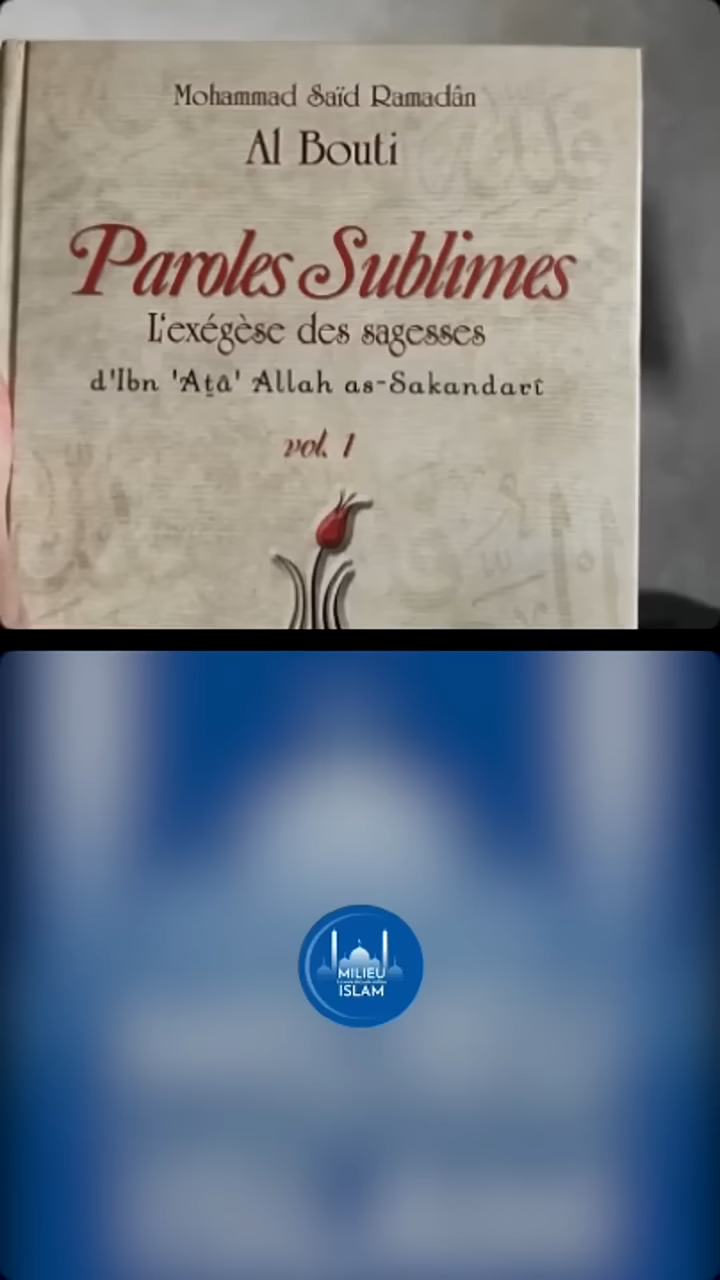 Mohammad Saïd Ramadân
Al Bouti
Paroles Sublimes
L'exégèse des sagesses
d'Ibn 'Aṭâ' Allah as-Sakandarî
vol. 1
MILIEU
ISLAM